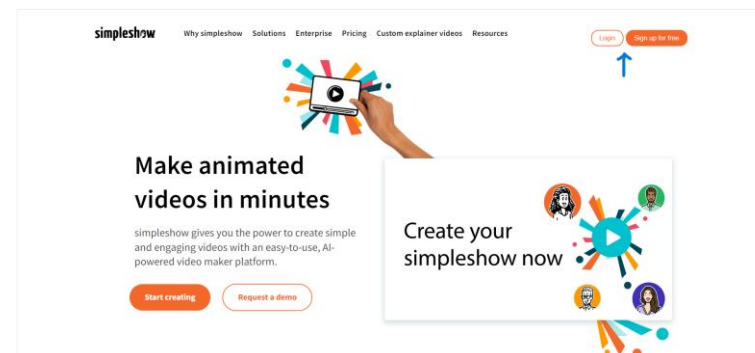 simpleshow
Why simpleshow Solutions Enterprise Pricing Custom explainer videos Resources
Login Sign up for free
Make animated
videos in minutes
simpleshow gives you the power to create simple
and engaging videos with an easy-to-use, AI-
powered video maker platform.
Start creating Request a demo
Create your
simpleshow now